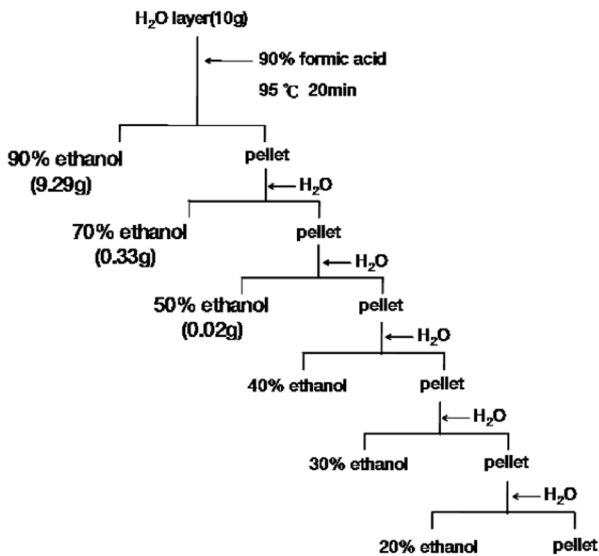 H₂O layer(10g)
90% formic acid
95 ℃ 20min
90% ethanol
(9.29g)
pellet
H₂O
70% ethanol
(0.33g)
pellet
H₂O
50% ethanol
(0.02g)
pellet
H₂O
40% ethanol
pellet
H₂O
30% ethanol
pellet
H₂O
20% ethanol
pellet